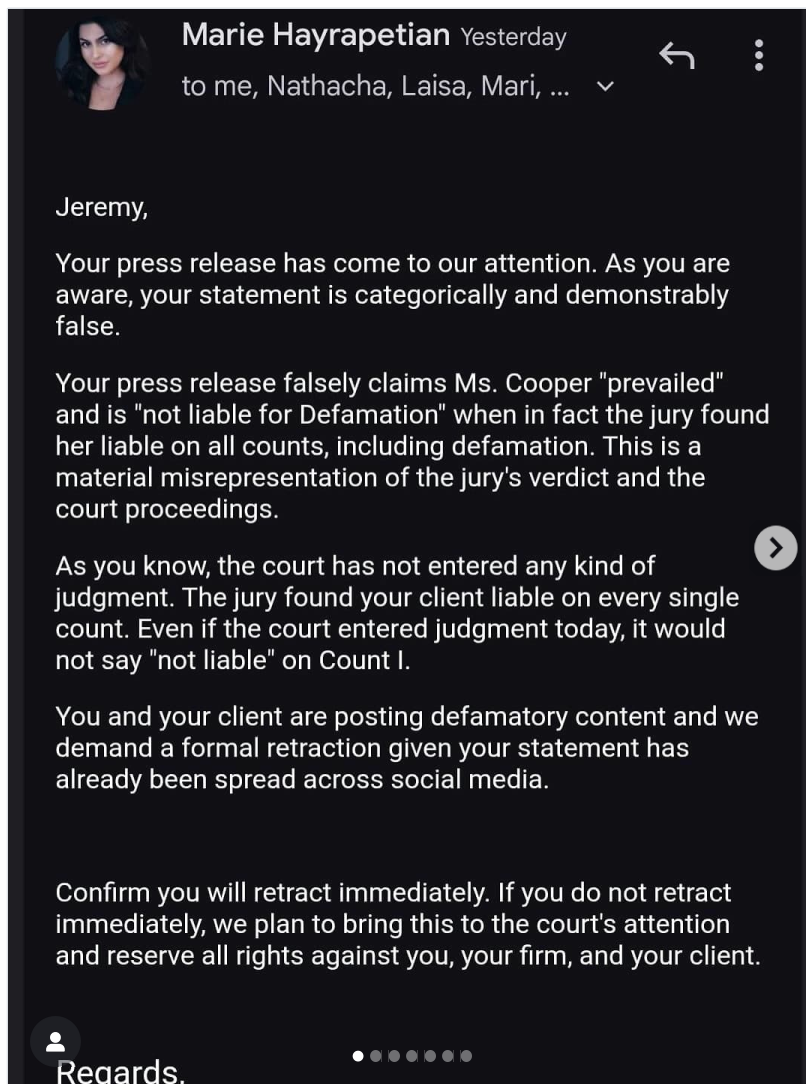 Marie Hayrapetian Yesterday
to me, Nathacha, Laisa, Mari, ...
Jeremy,
Your press release has come to our attention. As you are
aware, your statement is categorically and demonstrably
false.
Your press release falsely claims Ms. Cooper "prevailed"
and is "not liable for Defamation" when in fact the jury found
her liable on all counts, including defamation. This is a
material misrepresentation of the jury's verdict and the
court proceedings.
As you know, the court has not entered any kind of
judgment. The jury found your client liable on every single
count. Even if the court entered judgment today, it would
not say "not liable" on Count I.
You and your client are posting defamatory content and we
demand a formal retraction given your statement has
already been spread across social media.
Confirm you will retract immediately. If you do not retract
immediately, we plan to bring this to the court's attention
and reserve all rights against you, your firm, and your client.
Regards,